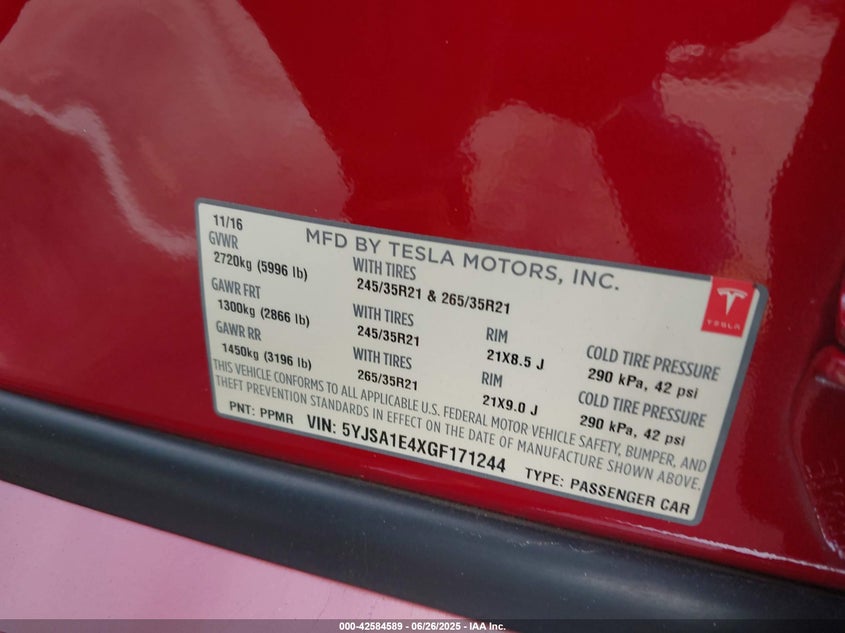 11/16
MFD BY TESLA MOTORS, INC.
GVWR
2720kg (5996 lb)
WITH TIRES
245/35R21 & 265/35R21
GAWR FRT
1300kg (2866 lb)
WITH TIRES
245/35R21
RIM
21X8.5 J
COLD TIRE PRESSURE
290 kPa, 42 psi
GAWR RR
1450kg (3196 lb)
WITH TIRES
265/35R21
RIM
21X9.0 J
COLD TIRE PRESSURE
290 kPa, 42 psi
THIS VEHICLE CONFORMS TO ALL APPLICABLE U.S. FEDERAL MOTOR VEHICLE SAFETY, BUMPER, AND
THEFT PREVENTION STANDARDS IN EFFECT ON THE DATE OF MANUFACTURE SHOWN ABOVE.
PNT: PPMR VIN: 5YJSA1E4XGF171244 TYPE: PASSENGER CAR
TESLA
000-42584589 - 06/26/2025 - IAA Inc.